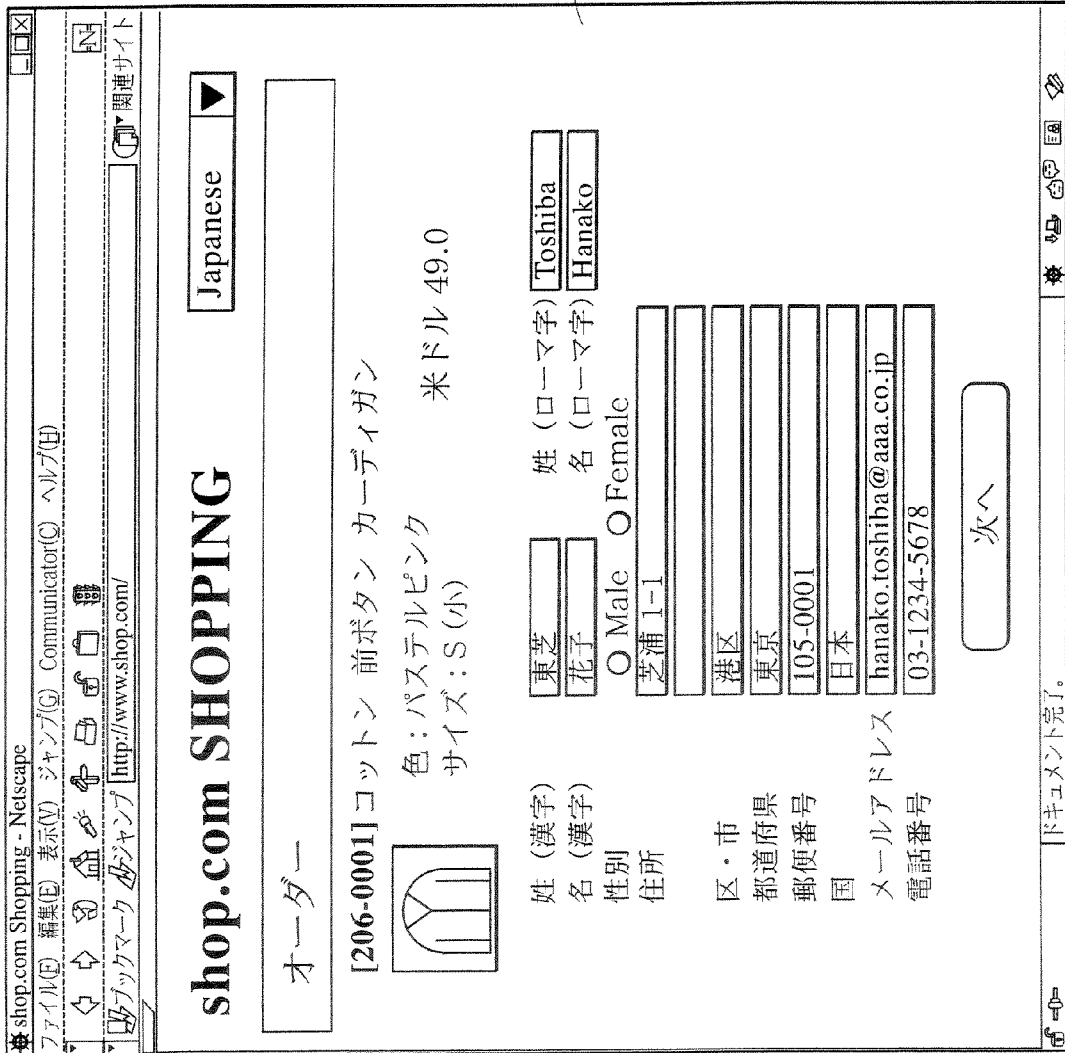 shop.com Shopping - Netscape
ファイル(F) 編集(E) 表示(V) ジャンプ(G) Communicator(C) ヘルプ(H)
N
ブックマーク ジャンプ http://www.shop.com/ 関連サイト
shop.com SHOPPING Japanese
オーダー
[206-0001] コットン 前ボタン カーディガン
色:パステルピンク
サイズ:S(小) 米ドル 49.0
姓(漢字) 東芝 姓(ローマ字) Toshiba
名(漢字) 花子 名(ローマ字) Hanako
性別 Male Female
住所 芝浦 1-1
区・市 港区
都道府県 東京
郵便番号 105-0001
国 日本
メールアドレス hanako.toshiba@aaa.co.jp
電話番号 03-1234-5678
次へ
ドキュメント完了。